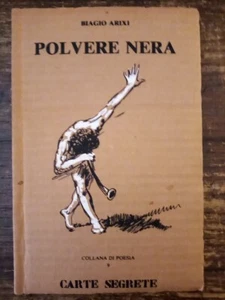 BIAGIO ARIXI
POLVERE NERA
COLLANA DI POESIA
CARTE SEGRETE